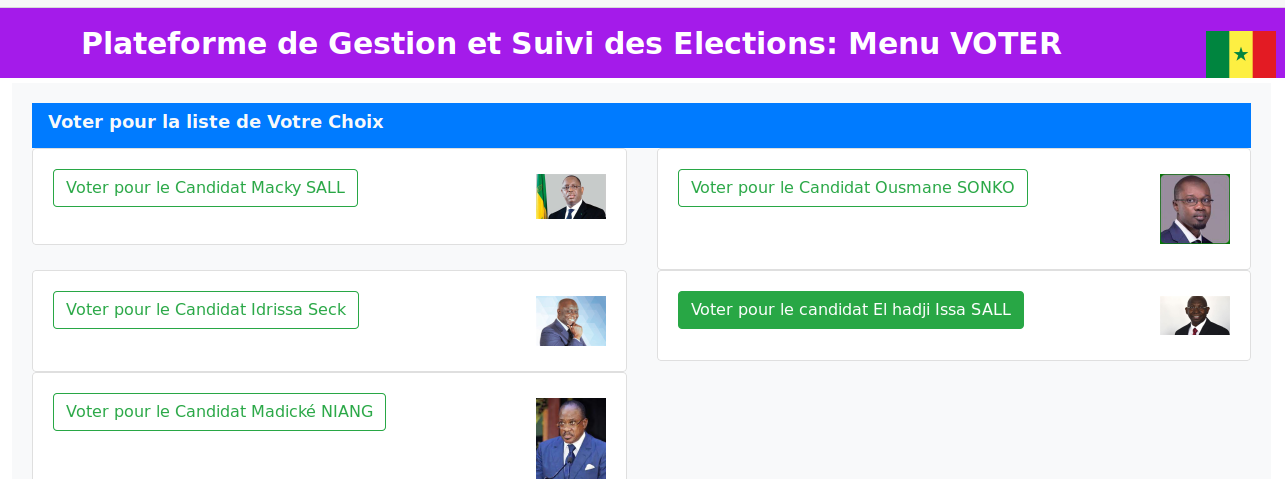 Plateforme de Gestion et Suivi des Elections: Menu VOTER
Voter pour la liste de Votre Choix
Voter pour le Candidat Macky SALL
Voter pour le Candidat Ousmane SONKO
Voter pour le Candidat Idrissa Seck
Voter pour le candidat El hadji Issa SALL
Voter pour le Candidat Madické NIANG